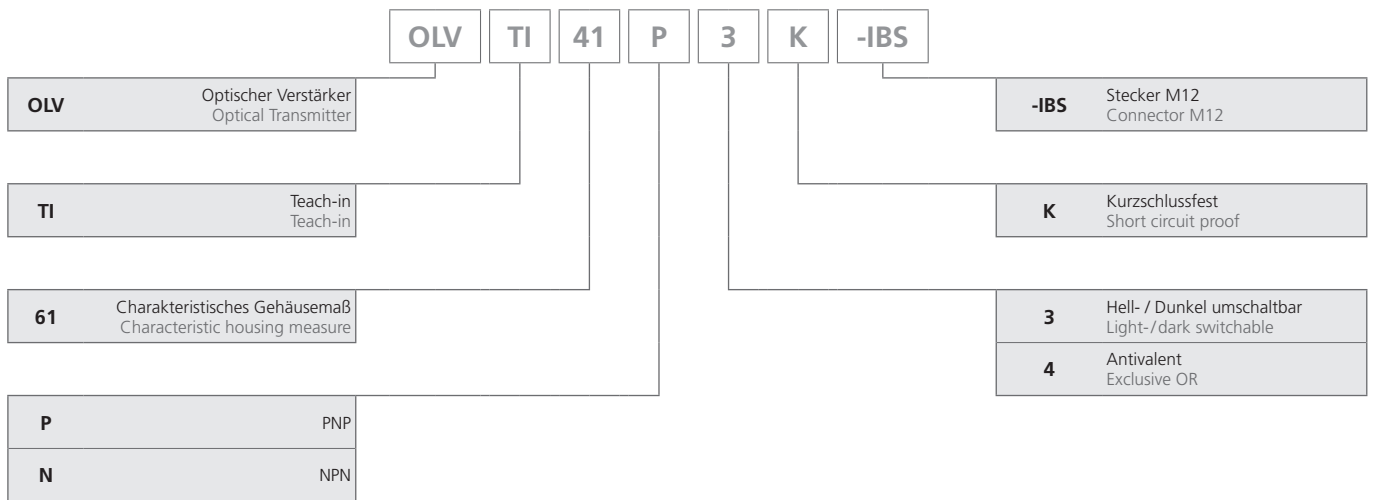 OLV TI 41 P 3 K -IBS
OLV
Optischer Verstärker
Optical Transmitter
-IBS
Stecker M12
Connector M12
TI
Teach-in
Teach-in
K
Kurzschlussfest
Short circuit proof
61
Charakteristisches Gehäusemaß
Characteristic housing measure
3
Hell- / Dunkel umschaltbar
Light-/dark switchable
4
Antivalent
Exclusive OR
P
PNP
N
NPN